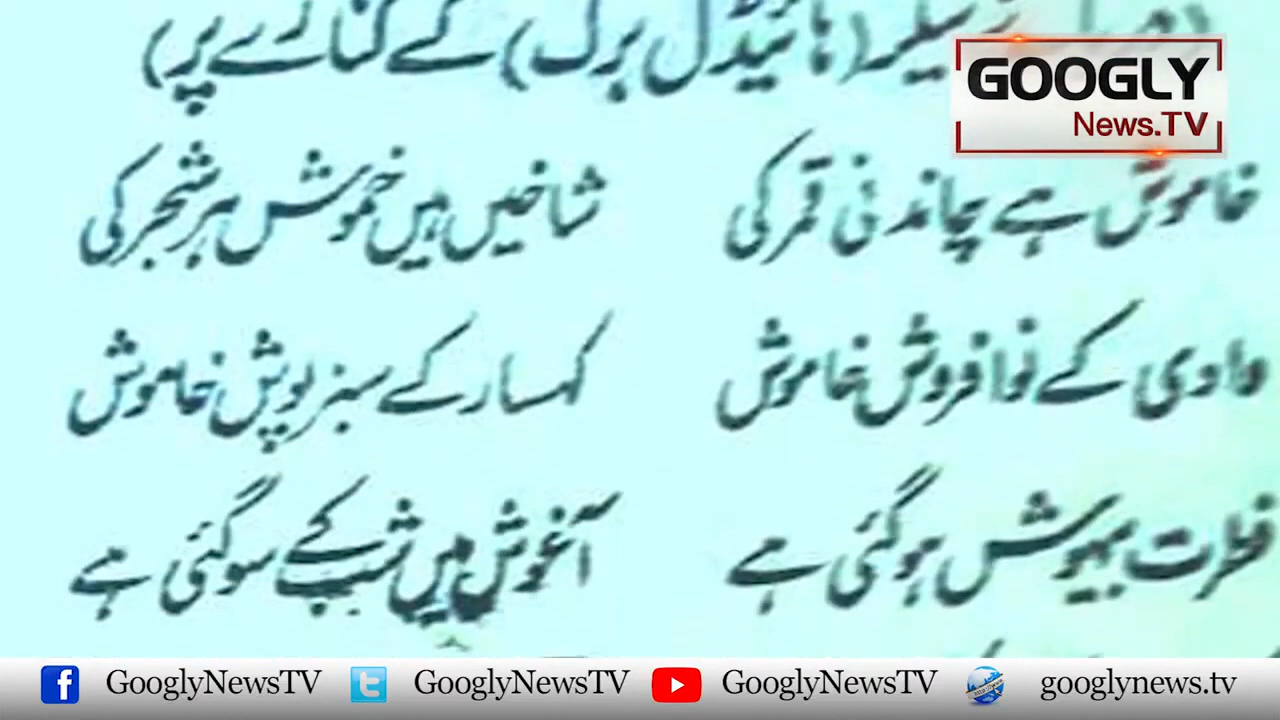 (ہائیڈل برگ) کے کنارے پر)
GOOGLY
News.TV
خاموش ہے چاندنی قمر کی
شاخیں ہیں خموش ہر شجر کی
وادی کے نوا فروش خاموش
کہسار کے سبز پوش خاموش
فطرت بیہوش ہو گئی ہے
آغوش میں شب کے سو گئی ہے
GooglyNewsTV GooglyNewsTV GooglyNewsTV googlynews.tv